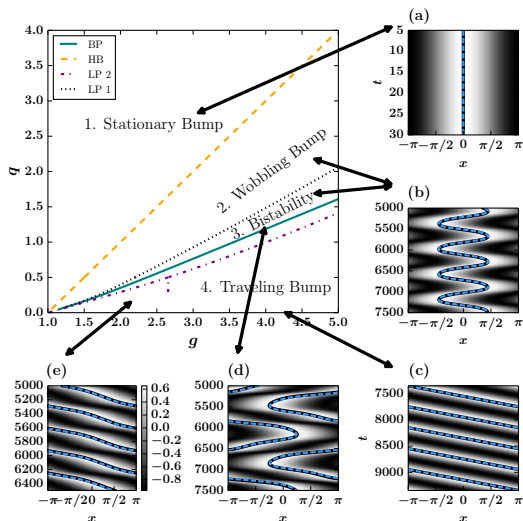 (a)
4.0
3.5
3.0
2.5
2.0
1.5
1.0
0.5
0.0
q
BP
HB
LP 2
LP 1
1. Stationary Bump
2. Wobbling Bump
3. Bistability
4. Traveling Bump
1.0 1.5 2.0 2.5 3.0 3.5 4.0 4.5 5.0
g
5
10
15
20
25
30
t
−π −π/2 0 π/2 π
x
(b)
5000
5500
6000
6500
7000
7500
−π −π/2 0 π/2 π
x
(e)
5000
5200
5400
5600
5800
6000
6200
6400
−π −π/2 0 π/2 π
x
0.6
0.4
0.2
0.0
−0.2
−0.4
−0.6
−0.8
(d)
5000
5500
6000
6500
7000
7500
−π −π/2 0 π/2 π
x
(c)
7500
8000
8500
9000
t
−π −π/2 0 π/2 π
x